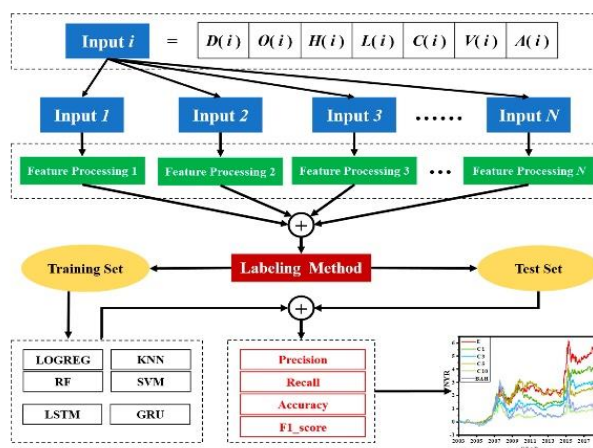 Input i = D(i) O(i) H(i) L(i) C(i) V(i) A(i)
Input 1 Input 2 Input 3 ...... Input N
Feature Processing 1 Feature Processing 2 Feature Processing 3 ... Feature Processing N
+
Training Set Labeling Method Test Set
+
LOGREG KNN
RF SVM
LSTM GRU
Precision
Recall
Accuracy
F1_score